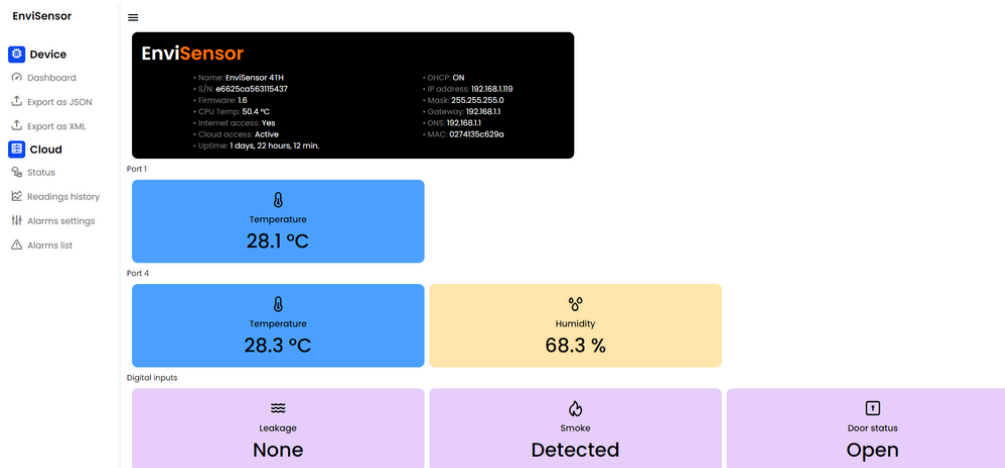 EnviSensor
Device
Dashboard
Export as JSON
Export as XML
Cloud
Status
Readings history
Alarms settings
Alarms list
EnviSensor
• Name: EnviSensor 4TH
• S/N: e6625ca563115437
• Firmware: 1.6
• CPU Temp: 50.4 °C
• Internet access: Yes
• Cloud access: Active
• Uptime: 1 days, 22 hours, 12 min.
• DHCP: ON
• IP address: 192.168.1.119
• Mask: 255.255.255.0
• Gateway: 192.168.1.1
• DNS: 192.168.1.1
• MAC: 0274135c629a
Port 1
Temperature
28.1 °C
Port 4
Temperature
28.3 °C
Humidity
68.3 %
Digital inputs
Leakage
None
Smoke
Detected
Door status
Open